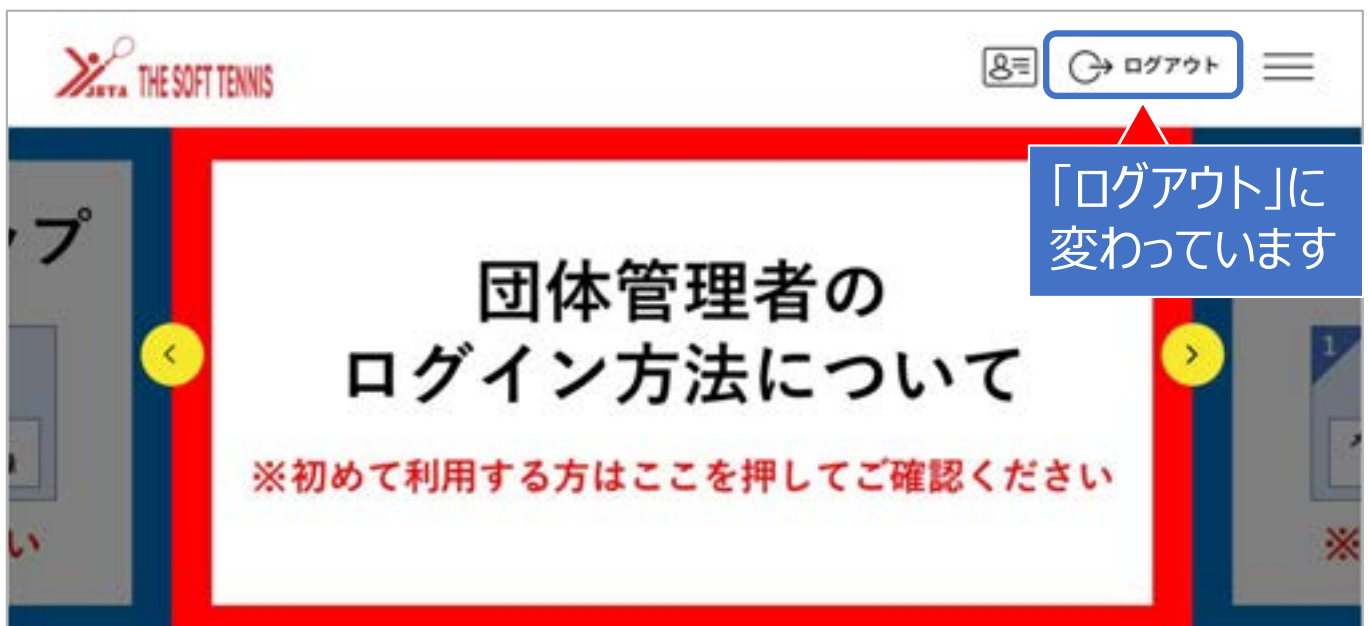 JSTA THE SOFT TENNIS
ログアウト
「ログアウト」に
変わっています
ップ
団体管理者の
ログイン方法について
※初めて利用する方はここを押してご確認ください
1
い
※